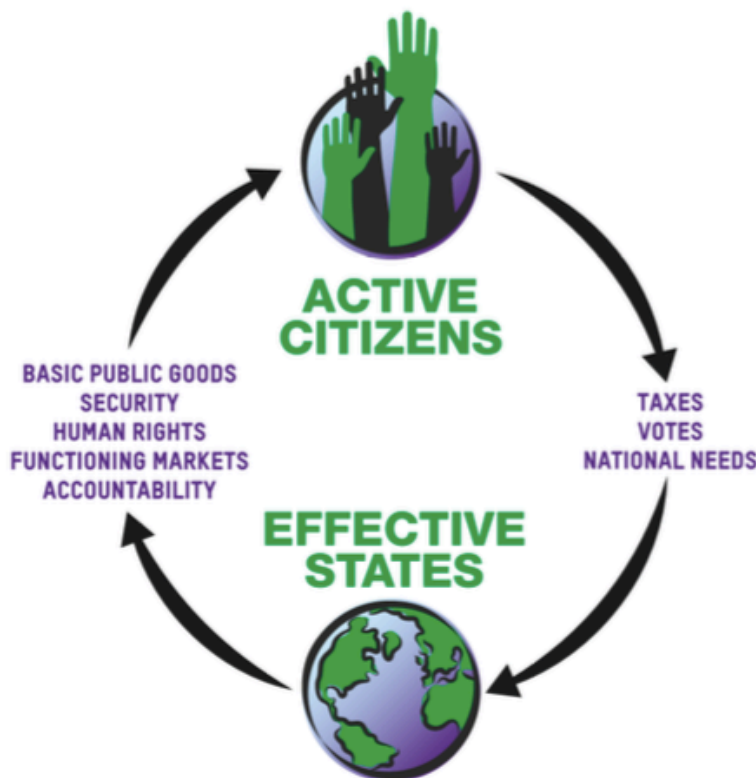 ACTIVE
CITIZENS
BASIC PUBLIC GOODS
SECURITY
HUMAN RIGHTS
FUNCTIONING MARKETS
ACCOUNTABILITY
TAXES
VOTES
NATIONAL NEEDS
EFFECTIVE
STATES